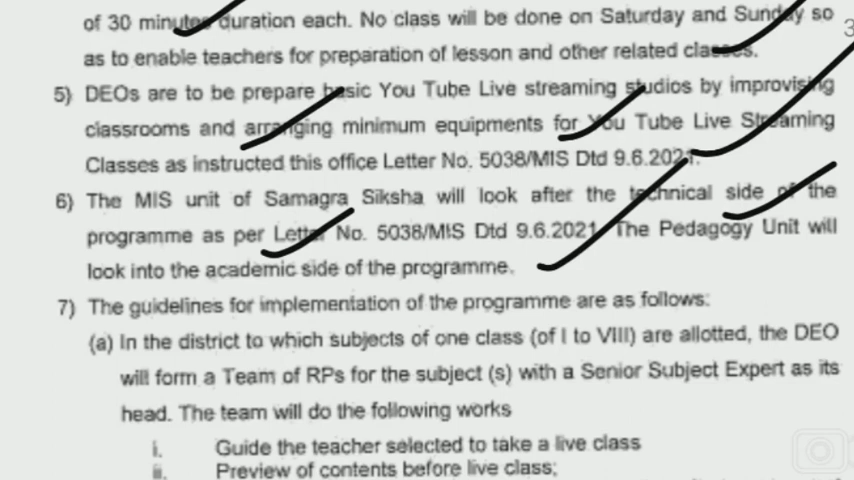 of 30 minutes duration each. No class will be done on Saturday and Sunday so
as to enable teachers for preparation of lesson and other related classes.
5) DEOs are to be prepare basic You Tube Live streaming studios by improvising
classrooms and arranging minimum equipments for You Tube Live Streaming
Classes as instructed this office Letter No. 5038/MIS Dtd 9.6.2021.
6) The MIS unit of Samagra Siksha will look after the technical side of the
programme as per Letter No. 5038/MIS Dtd 9.6.2021. The Pedagogy Unit will
look into the academic side of the programme.
7) The guidelines for implementation of the programme are as follows:
(a) In the district to which subjects of one class (of I to VIII) are allotted, the DEO
will form a Team of RPs for the subject (s) with a Senior Subject Expert as its
head. The team will do the following works
i. Guide the teacher selected to take a live class
ii. Preview of contents before live class;